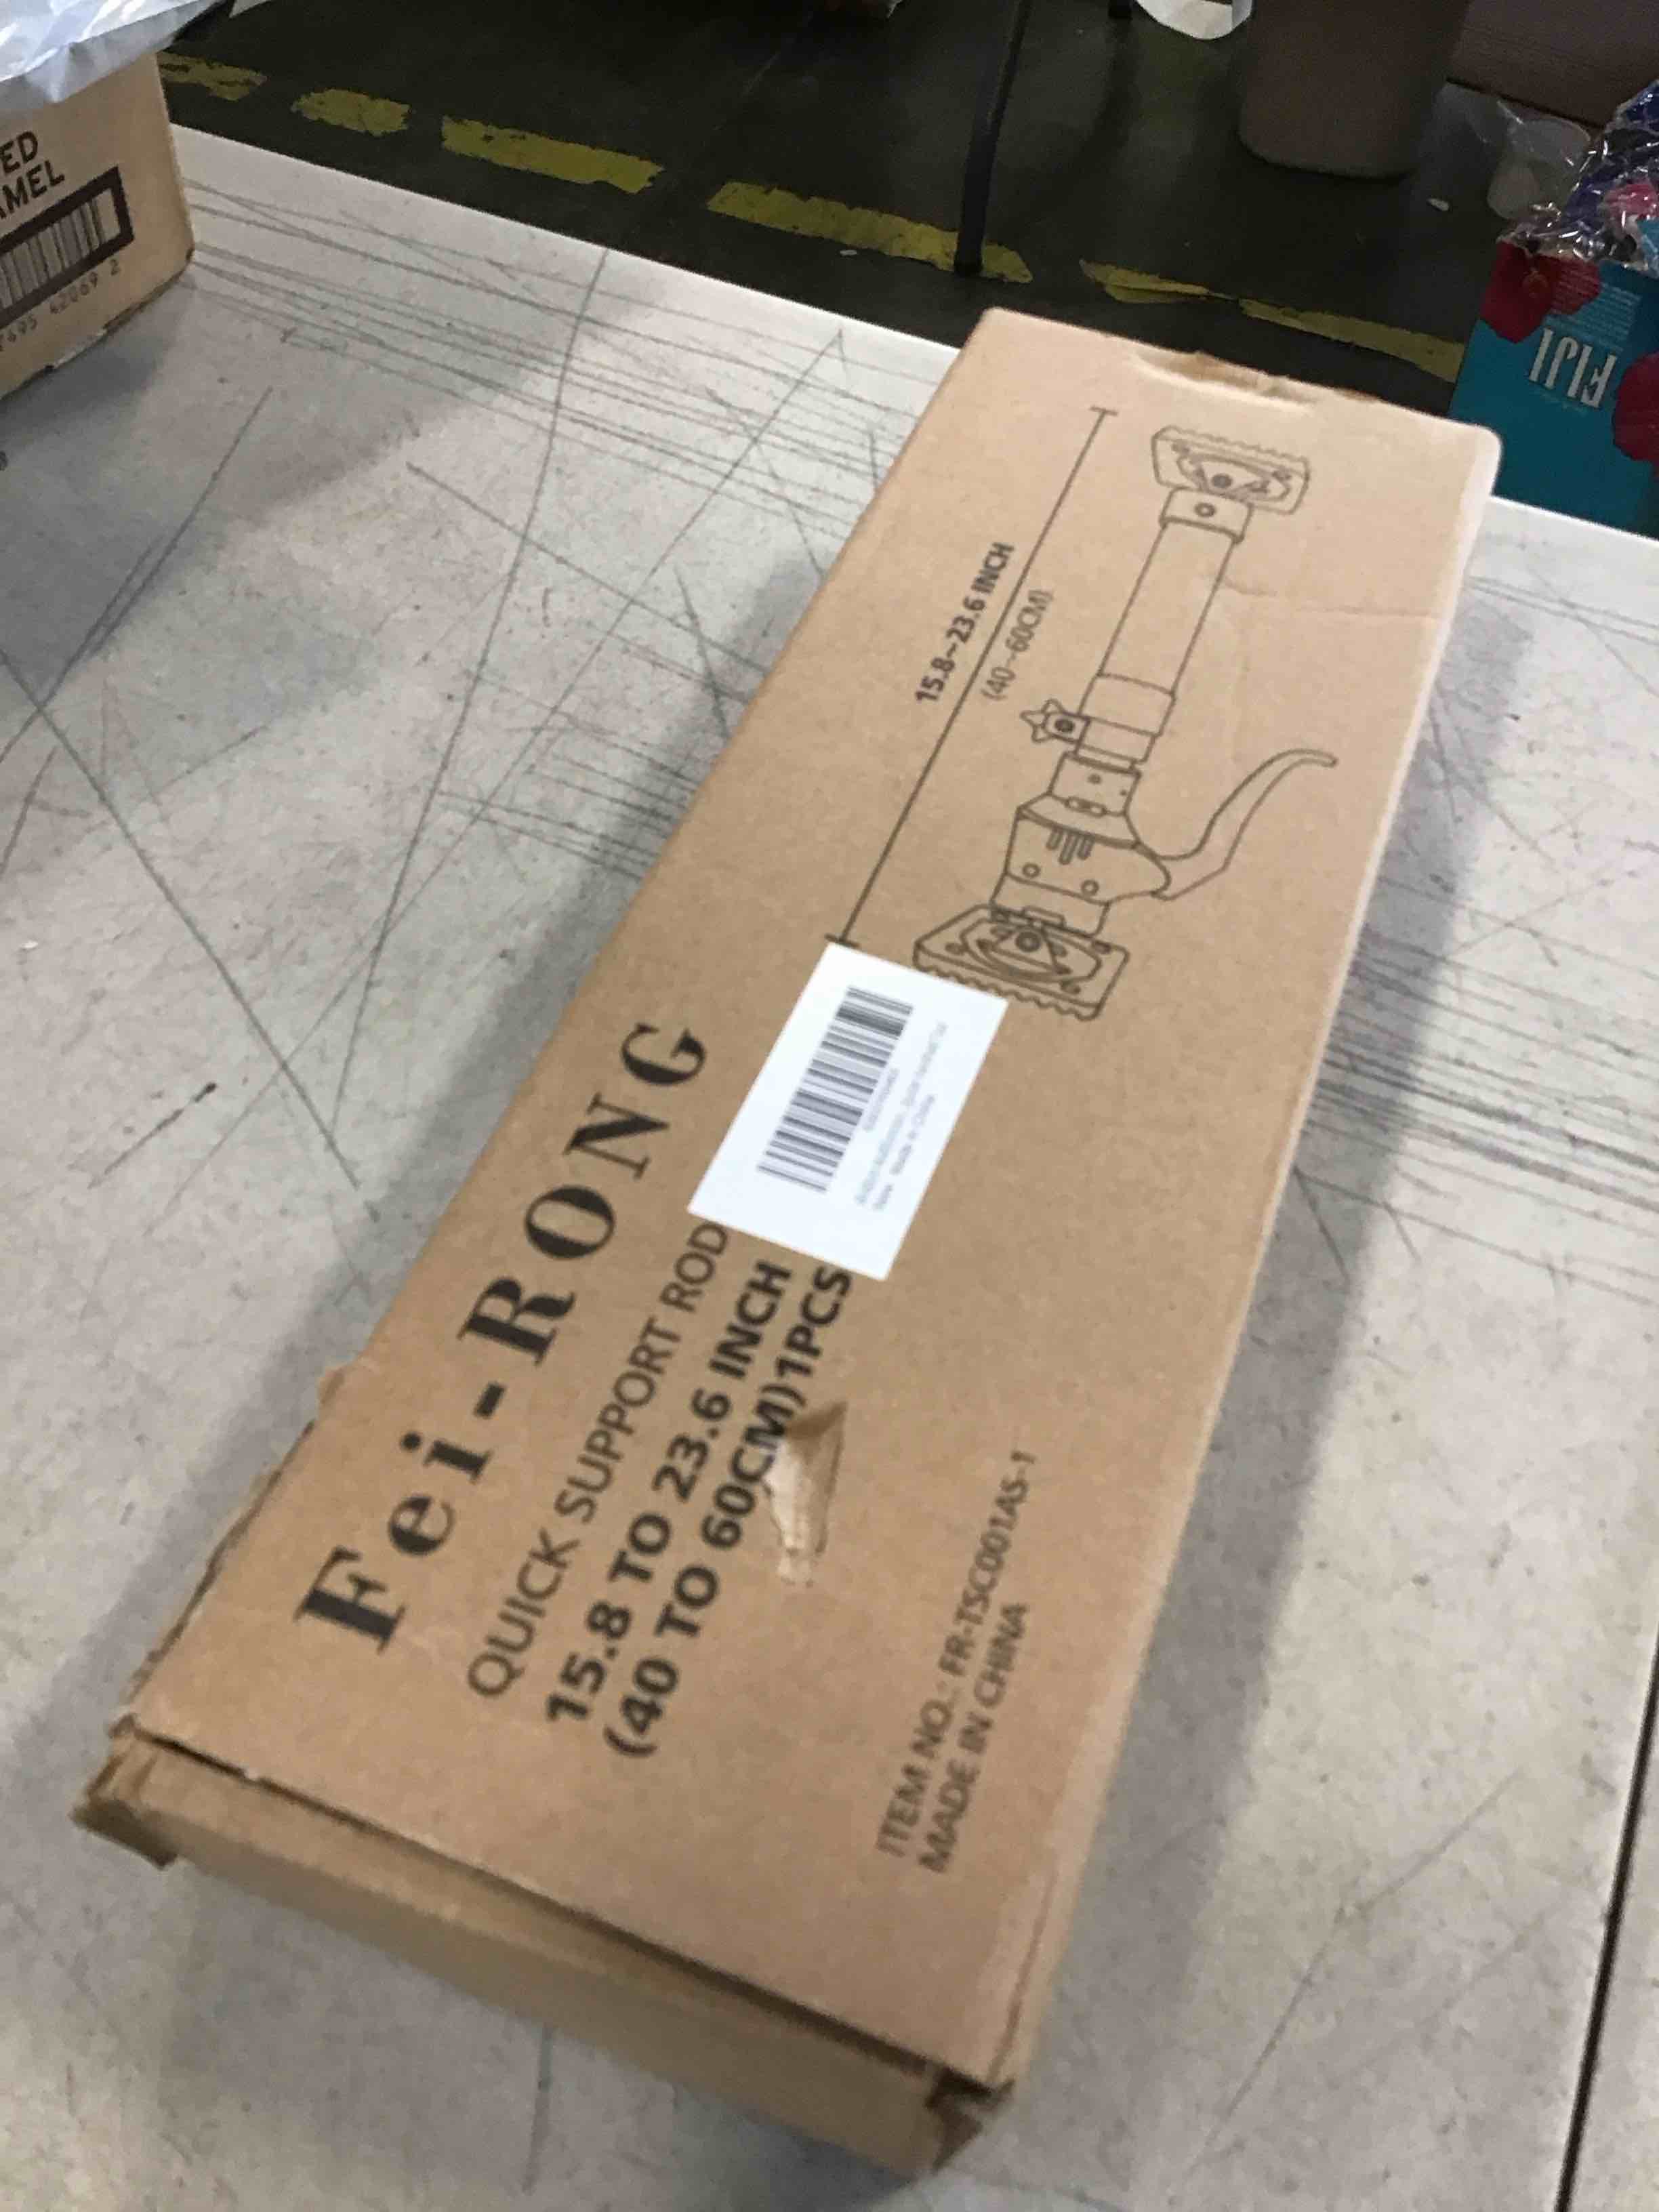 Fei-RONG
QUICK SUPPORT ROD
15.8 TO 23.6 INCH
(40 TO 60CM)1PCS
ITEM NO.: FR-TSC001AS-1
MADE IN CHINA
15.8~23.6 INCH
(40~60CM)
FIJI
ED
AMEL